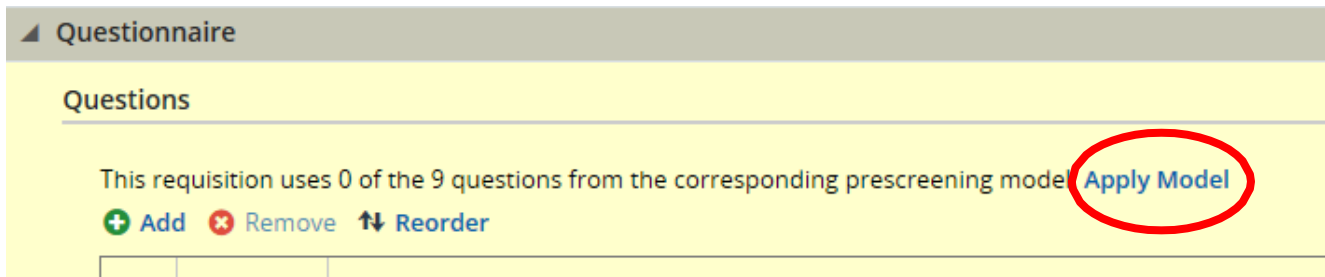 Questionnaire
Questions
This requisition uses 0 of the 9 questions from the corresponding prescreening model Apply Model
Add Remove Reorder